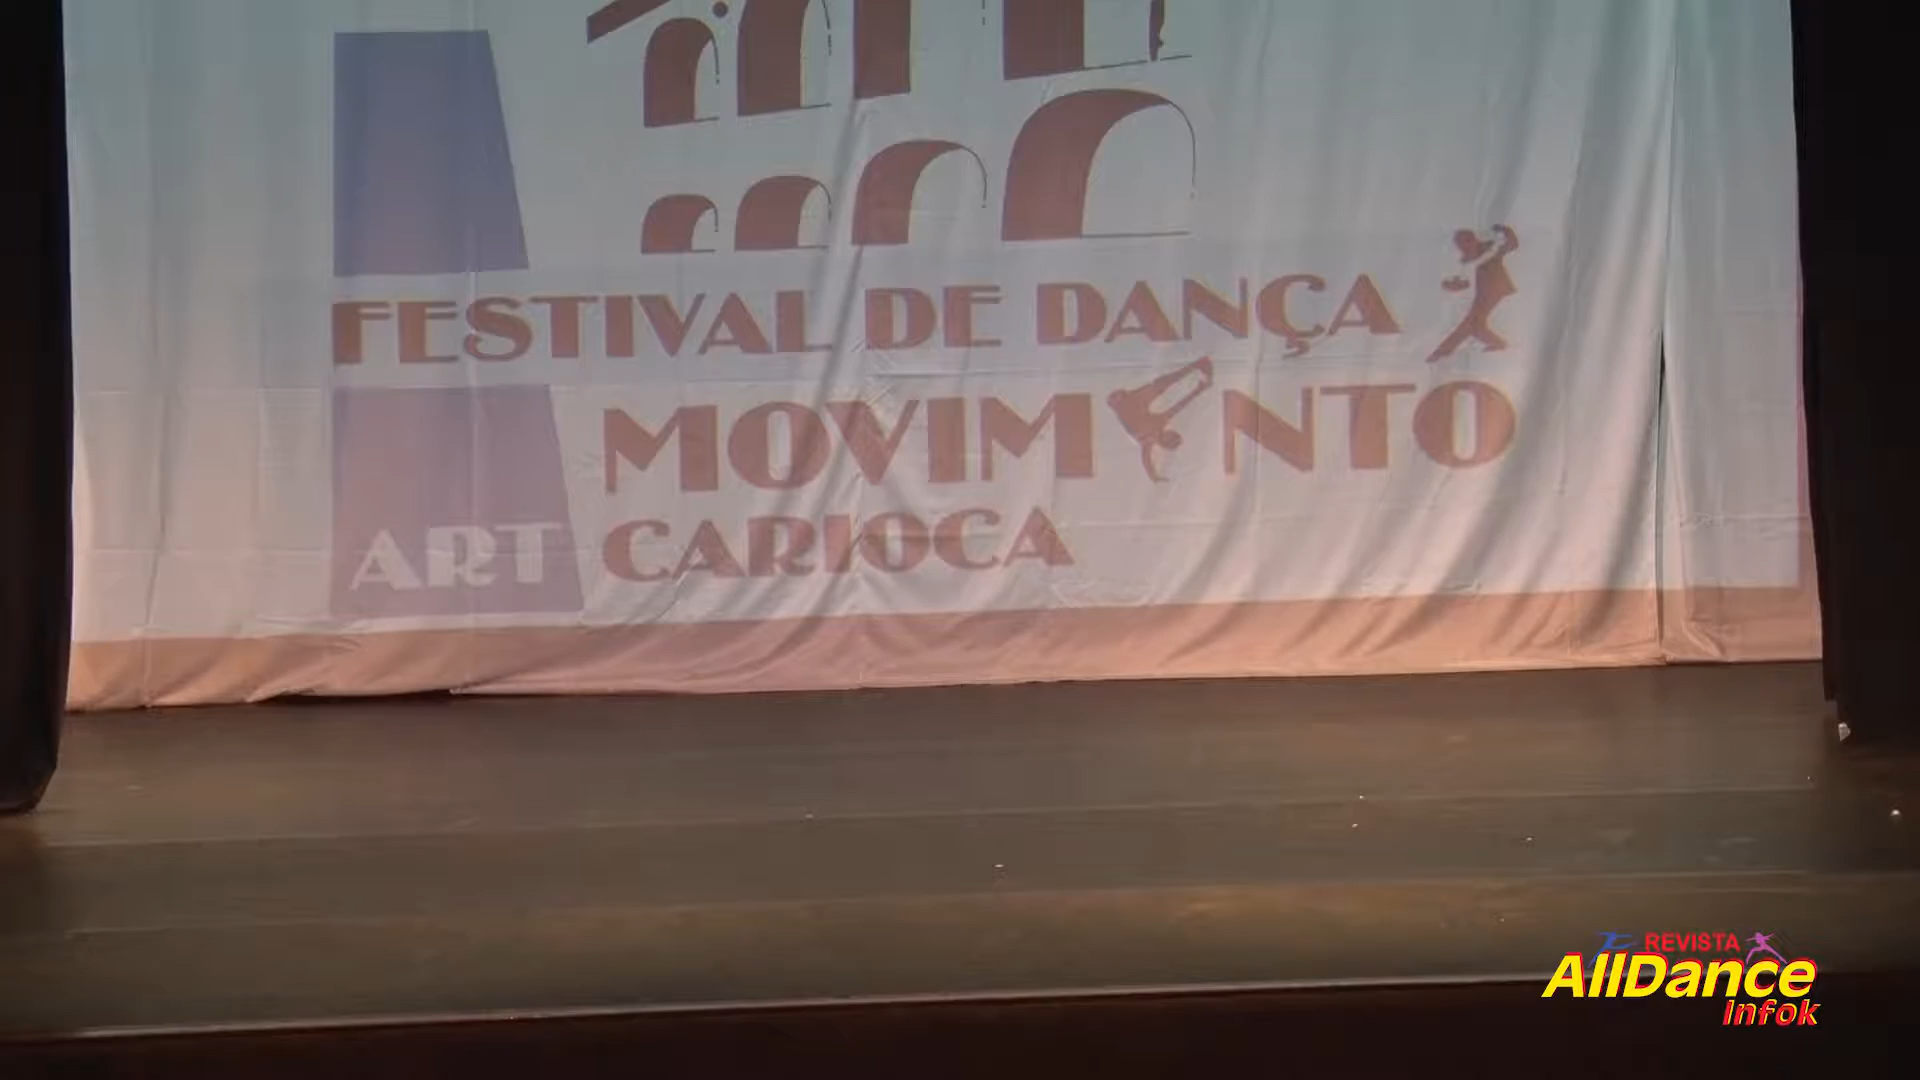 FESTIVAL DE DANÇA
MOVIMENTO
ART CARIOCA
REVISTA
AllDance
Infok